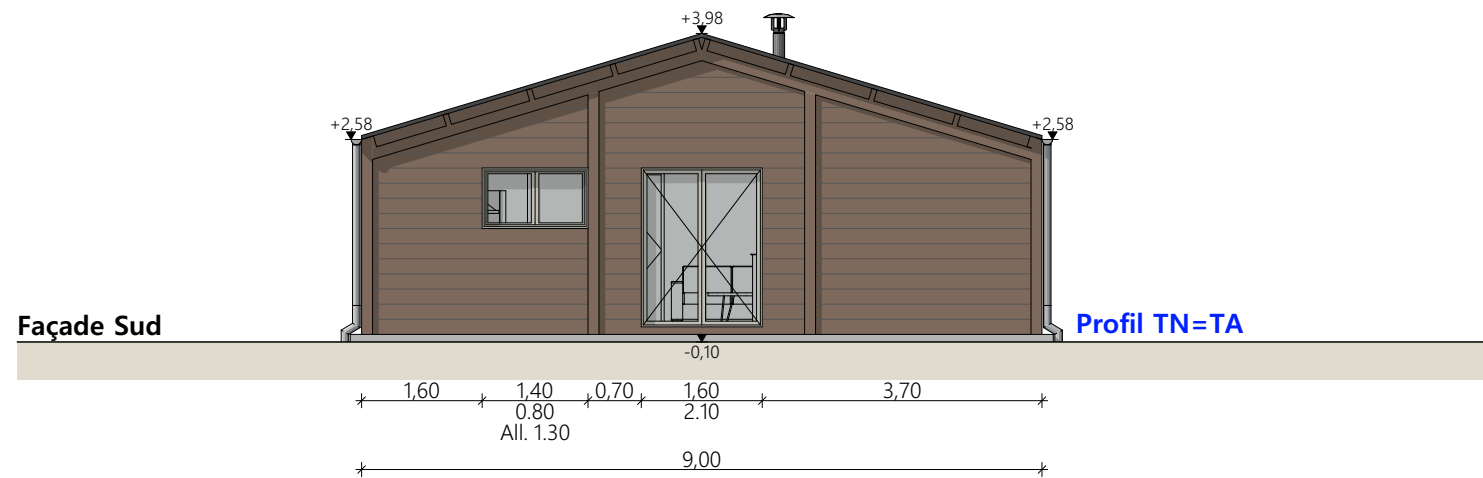 +3,98
+2,58
+2,58
Façade Sud
Profil TN=TA
-0,10
1,60 1,40 0,70 1,60 3,70
0.80 2.10
All. 1.30
9,00